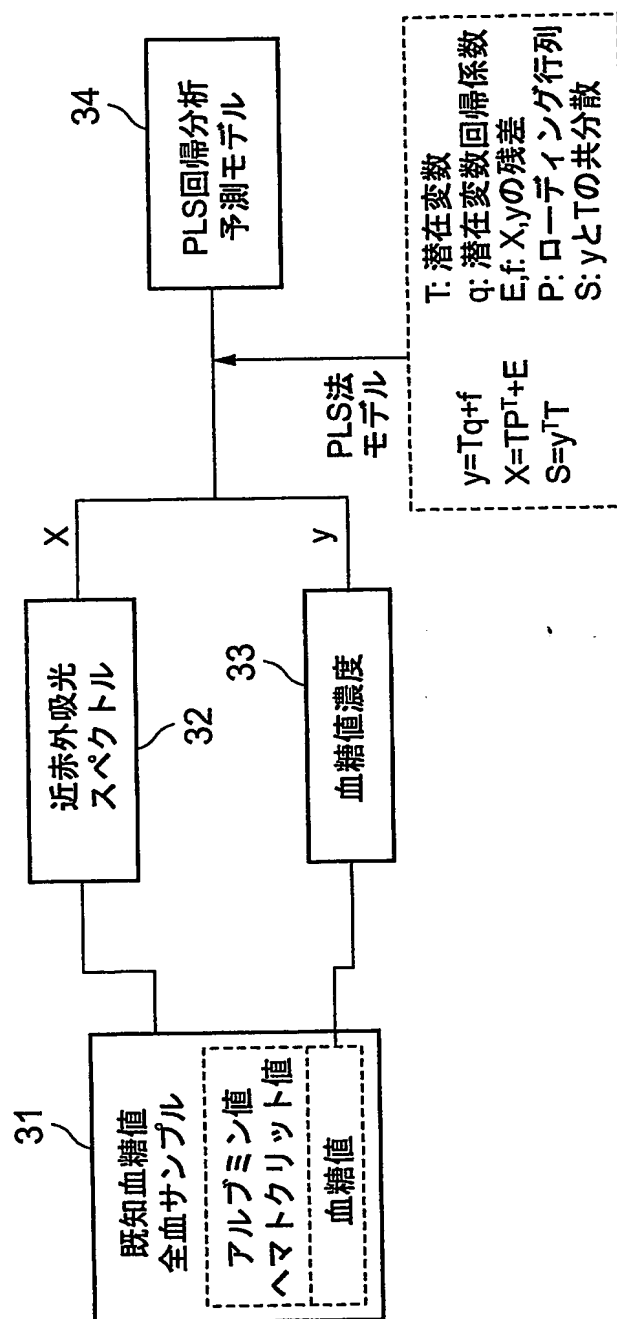 31
既知血糖値
全血サンプル
アルブミン値
ヘマトクリット値
血糖値
近赤外吸光
スペクトル
32
33
血糖値濃度
X
y
PLS法
モデル
34
PLS回帰分析
予測モデル
y=Tq+f
X=TPᵀ+E
S=yᵀT
T: 潜在変数
q: 潜在変数回帰係数
E,f: X,yの残差
P: ローディング行列
S: yとTの共分散